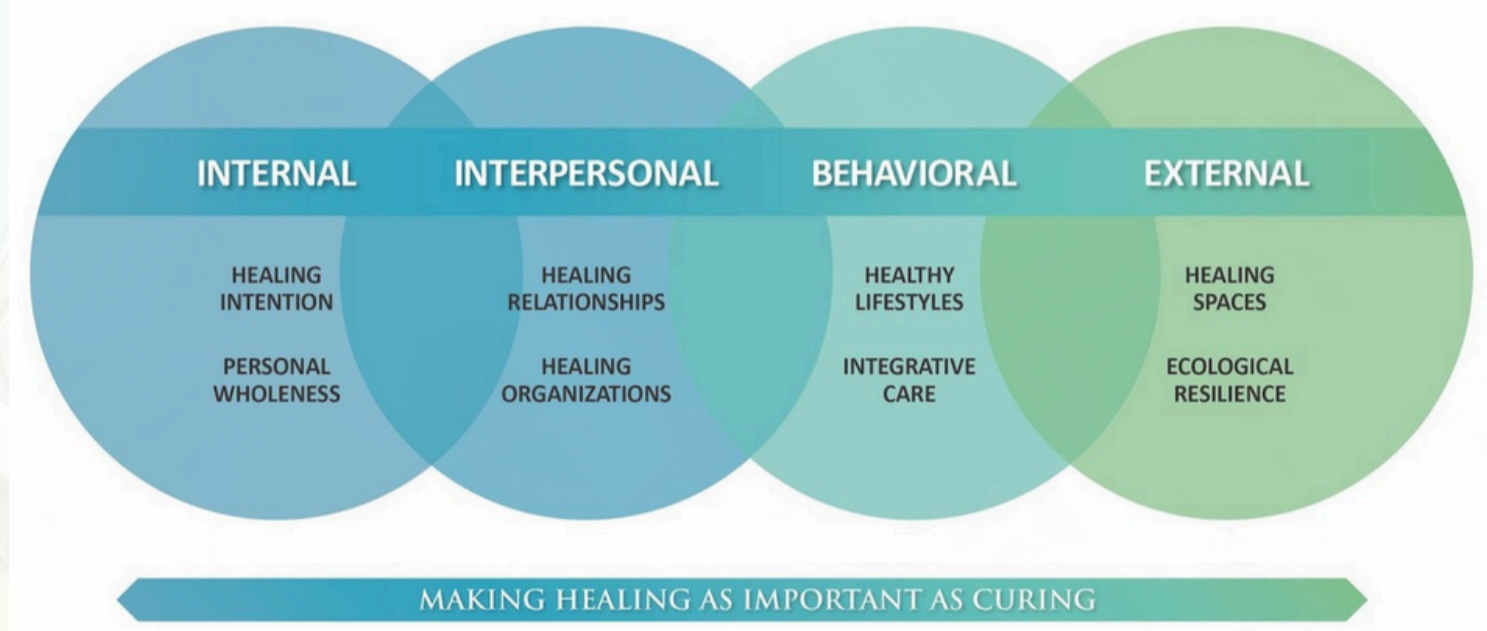 INTERNAL
INTERPERSONAL
BEHAVIORAL
EXTERNAL
HEALING
INTENTION
PERSONAL
WHOLENESS
HEALING
RELATIONSHIPS
HEALING
ORGANIZATIONS
HEALTHY
LIFESTYLES
INTEGRATIVE
CARE
HEALING
SPACES
ECOLOGICAL
RESILIENCE
MAKING HEALING AS IMPORTANT AS CURING